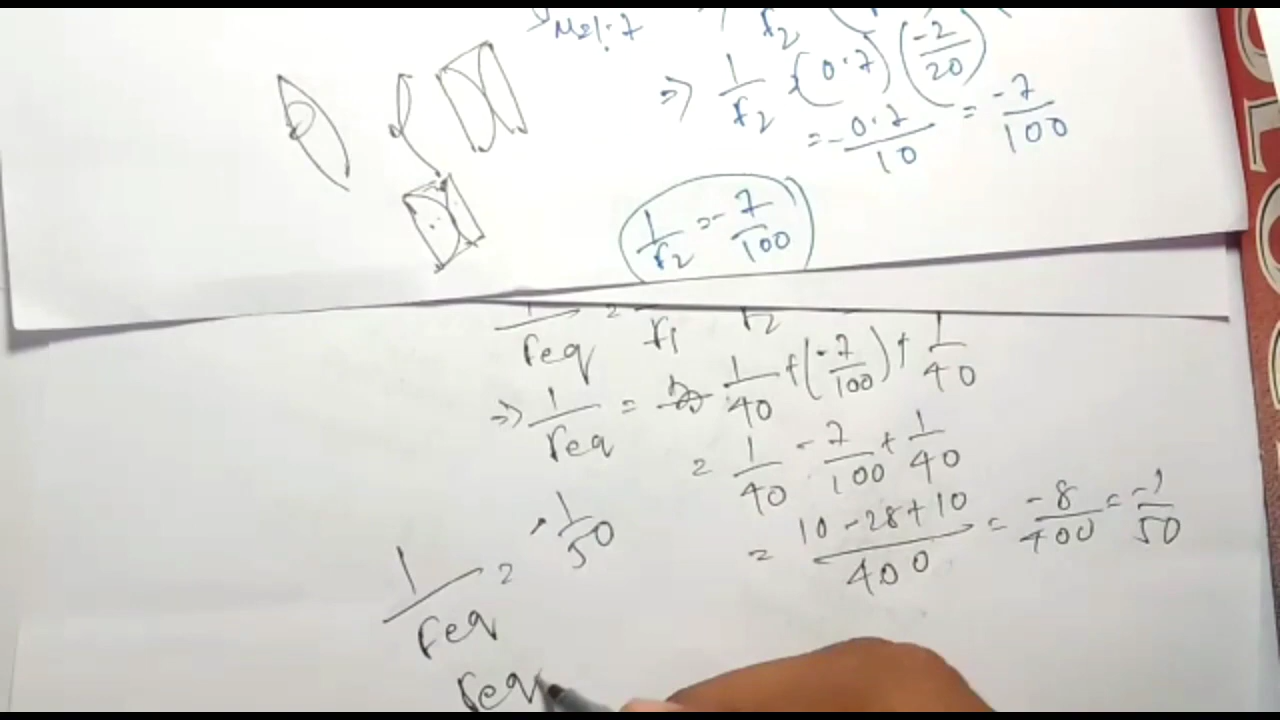 μ₂=1.7
⇒ 1/f₂ = (0.7) (-2/20)
= -0.7/10 = -7/100
1/f₂ = -7/100
1/feq = 1/f₁ f₂
⇒ 1/feq = 1/40 + (-7/100) + 1/40
= 1/40 - 7/100 + 1/40
= 10-28+10/400 = -8/400 = -1/50
1/feq = -1/50
feq